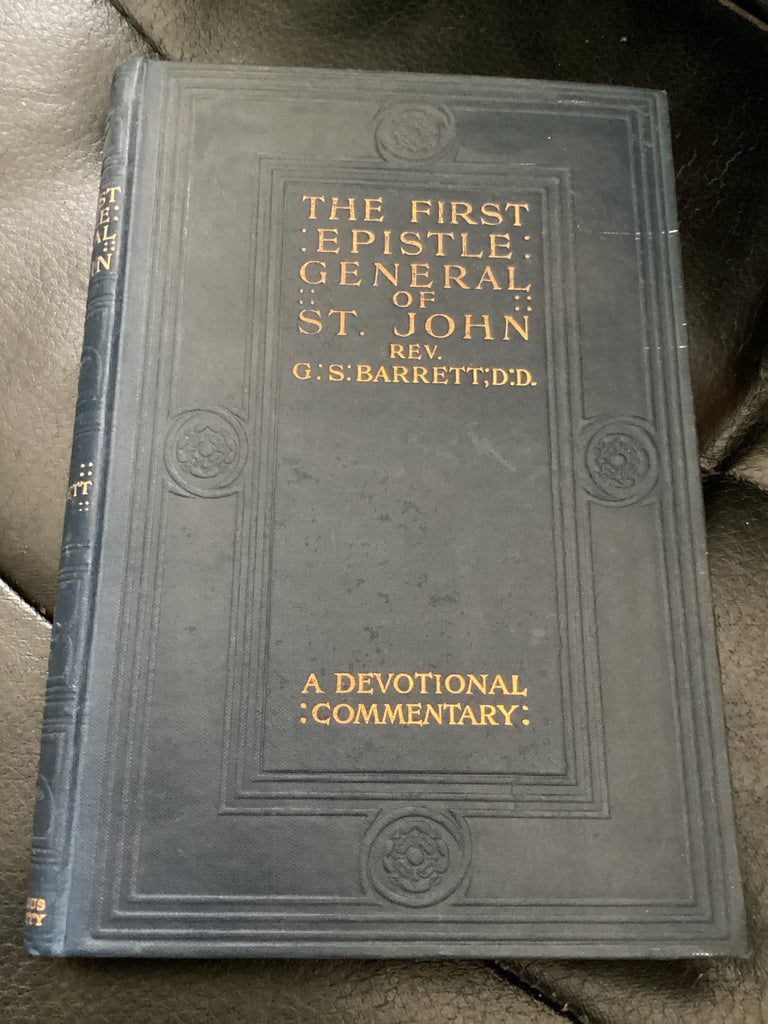 THE FIRST
:EPISTLE:
GENERAL
:: OF ::
ST. JOHN
REV.
G:S:BARRETT;D:D.
A DEVOTIONAL
:COMMENTARY: